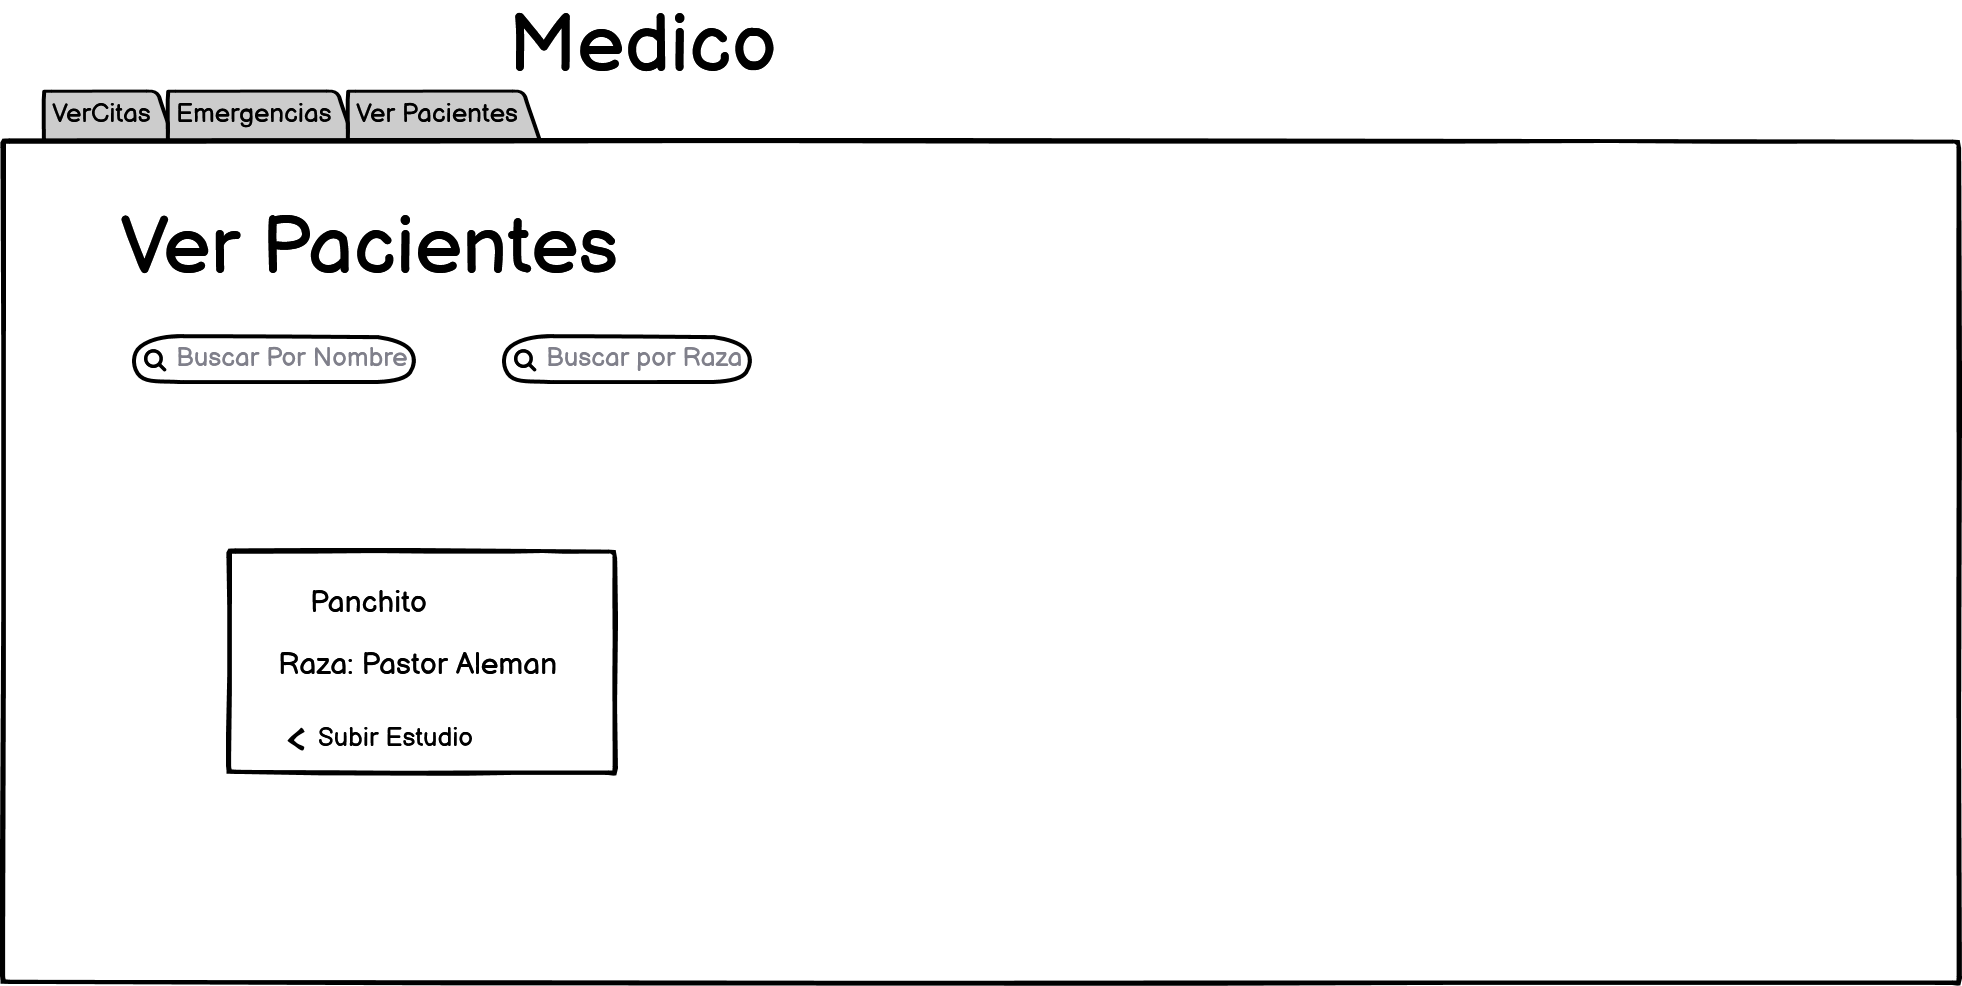 Medico
VerCitas Emergencias Ver Pacientes
Ver Pacientes
Buscar Por Nombre Buscar por Raza
Panchito
Raza: Pastor Aleman
Subir Estudio